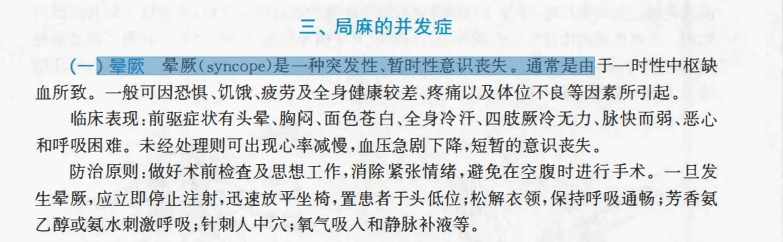 三、局麻的并发症
(一)晕厥　晕厥(syncope)是一种突发性、暂时性意识丧失。通常是由于一时性中枢缺
血所致。一般可因恐惧、饥饿、疲劳及全身健康较差、疼痛以及体位不良等因素所引起。
临床表现:前驱症状有头晕、胸闷、面色苍白、全身冷汗、四肢厥冷无力、脉快而弱、恶心
和呼吸困难。未经处理则可出现心率减慢,血压急剧下降,短暂的意识丧失。
防治原则:做好术前检查及思想工作,消除紧张情绪,避免在空腹时进行手术。一旦发
生晕厥,应立即停止注射,迅速放平坐椅,置患者于头低位;松解衣领,保持呼吸通畅;芳香氨
乙醇或氨水刺激呼吸;针刺人中穴;氧气吸入和静脉补液等。